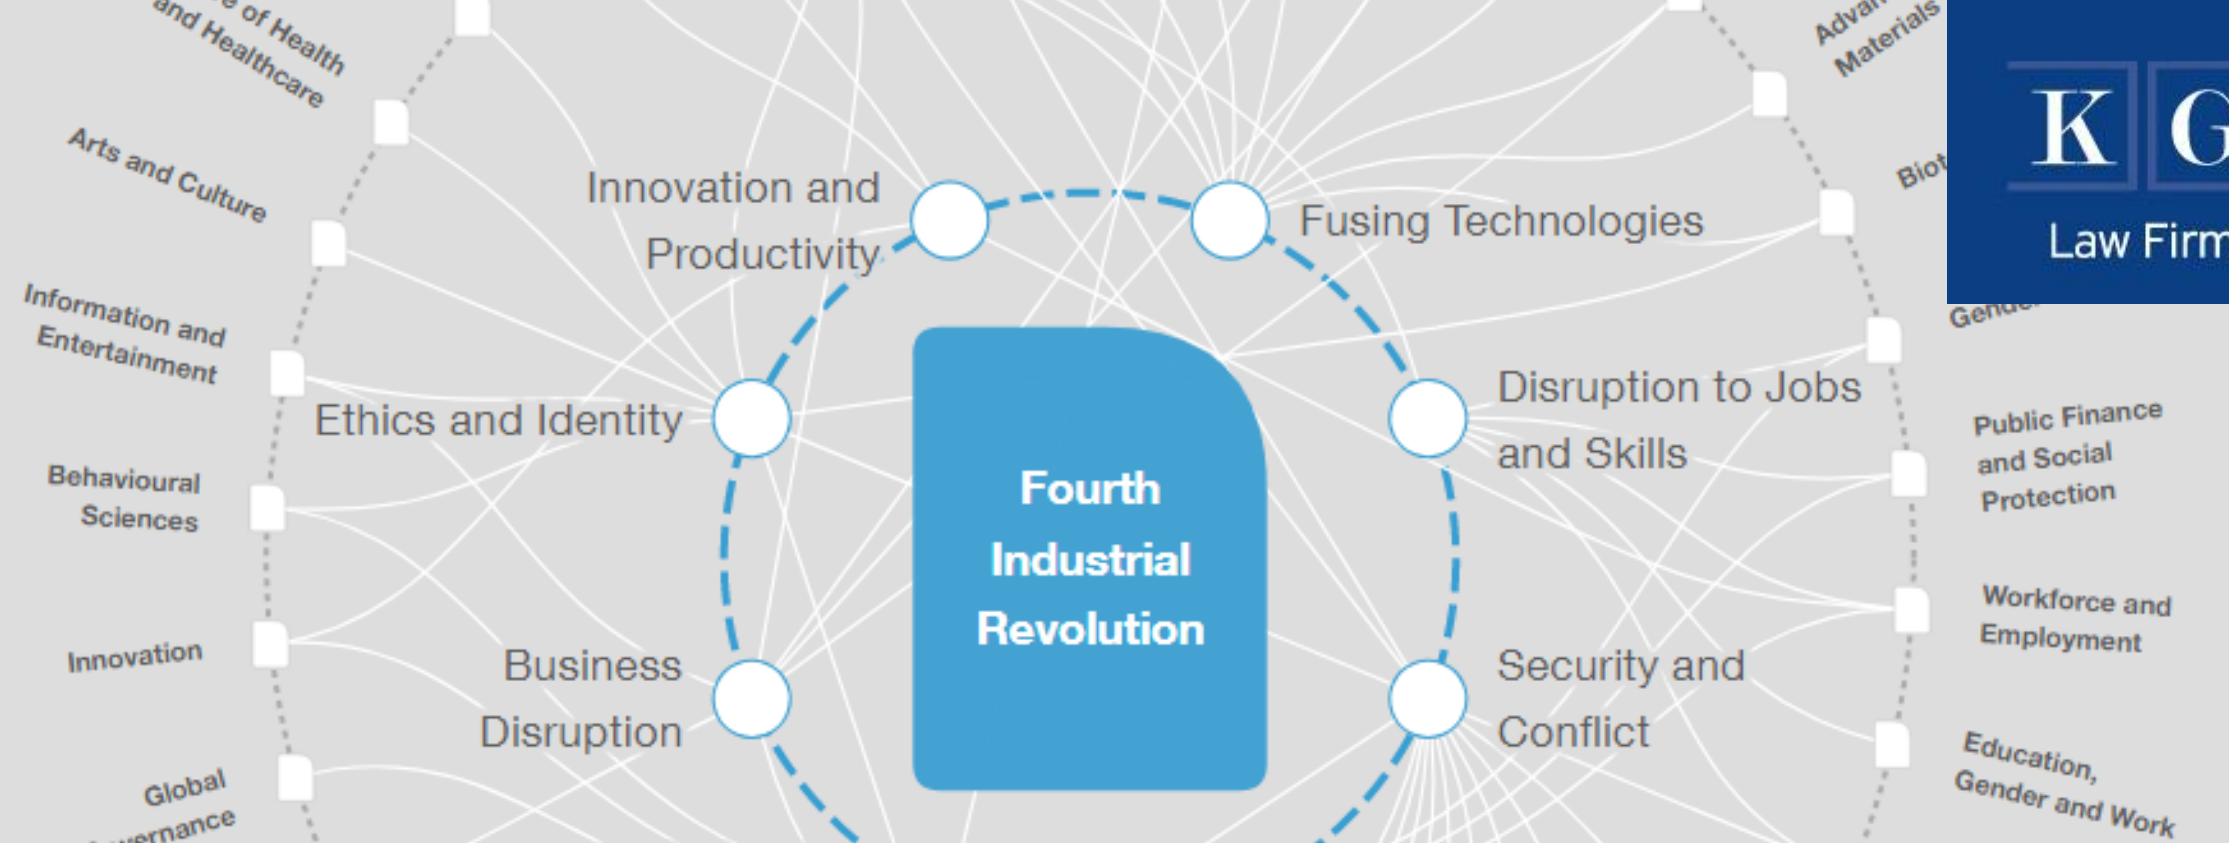 of Health
and Healthcare
Arts and Culture
Information and
Entertainment
Behavioural
Sciences
Innovation
Global
Innovation and
Productivity
Ethics and Identity
Business
Disruption
Fourth
Industrial
Revolution
Fusing Technologies
Disruption to Jobs
and Skills
Security and
Conflict
Materials
K G
Law Firm
Public Finance
and Social
Protection
Workforce and
Employment
Education,
Gender and Work